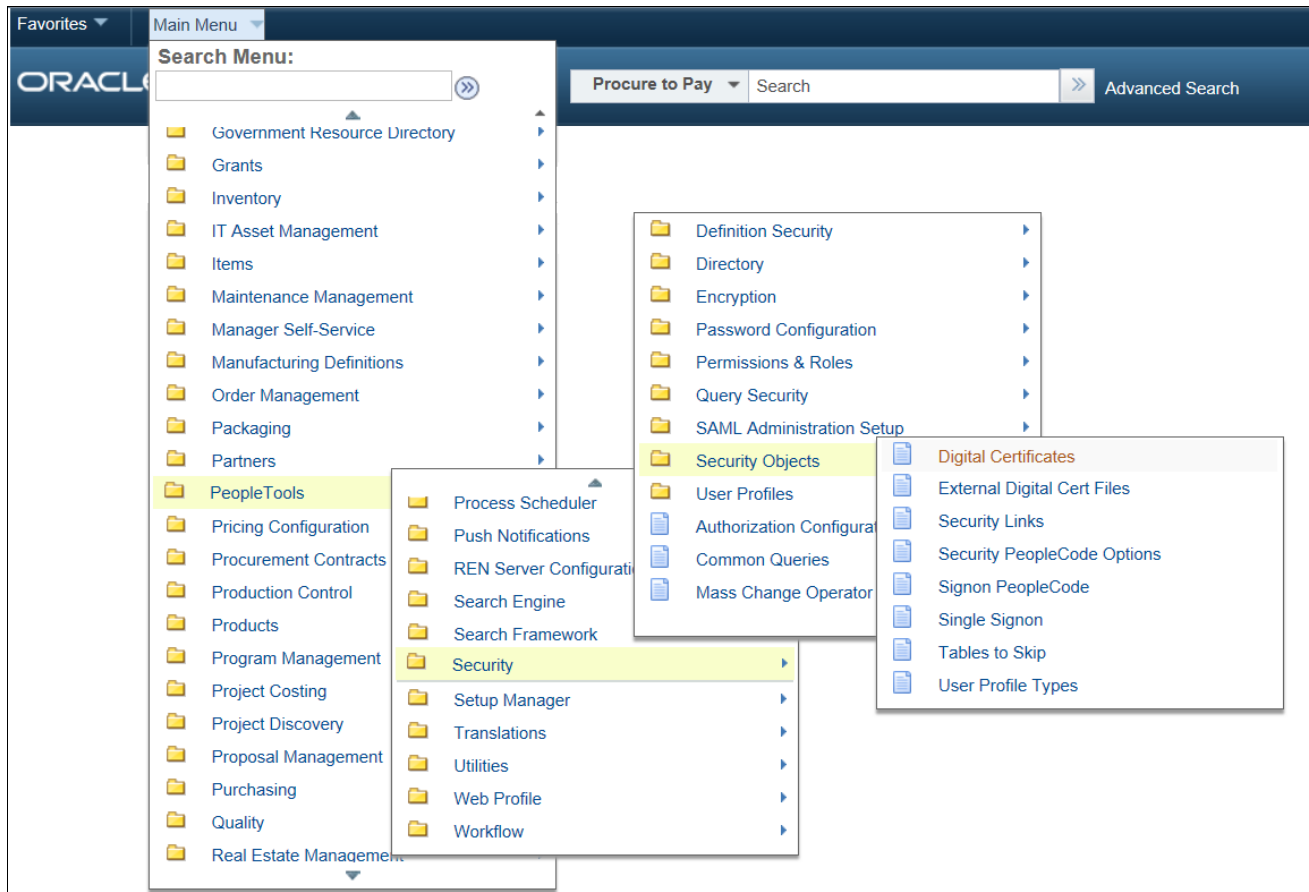 Favorites
Main Menu
Search Menu:
ORACL
Procure to Pay
Search
Advanced Search
Government Resource Directory
Grants
Inventory
IT Asset Management
Items
Maintenance Management
Manager Self-Service
Manufacturing Definitions
Order Management
Packaging
Partners
PeopleTools
Pricing Configuration
Procurement Contracts
Production Control
Products
Program Management
Project Costing
Project Discovery
Proposal Management
Purchasing
Quality
Real Estate Management
Process Scheduler
Push Notifications
REN Server Configurati
Search Engine
Search Framework
Security
Setup Manager
Translations
Utilities
Web Profile
Workflow
Definition Security
Directory
Encryption
Password Configuration
Permissions & Roles
Query Security
SAML Administration Setup
Security Objects
User Profiles
Authorization Configurat
Common Queries
Mass Change Operator
Digital Certificates
External Digital Cert Files
Security Links
Security PeopleCode Options
Signon PeopleCode
Single Signon
Tables to Skip
User Profile Types